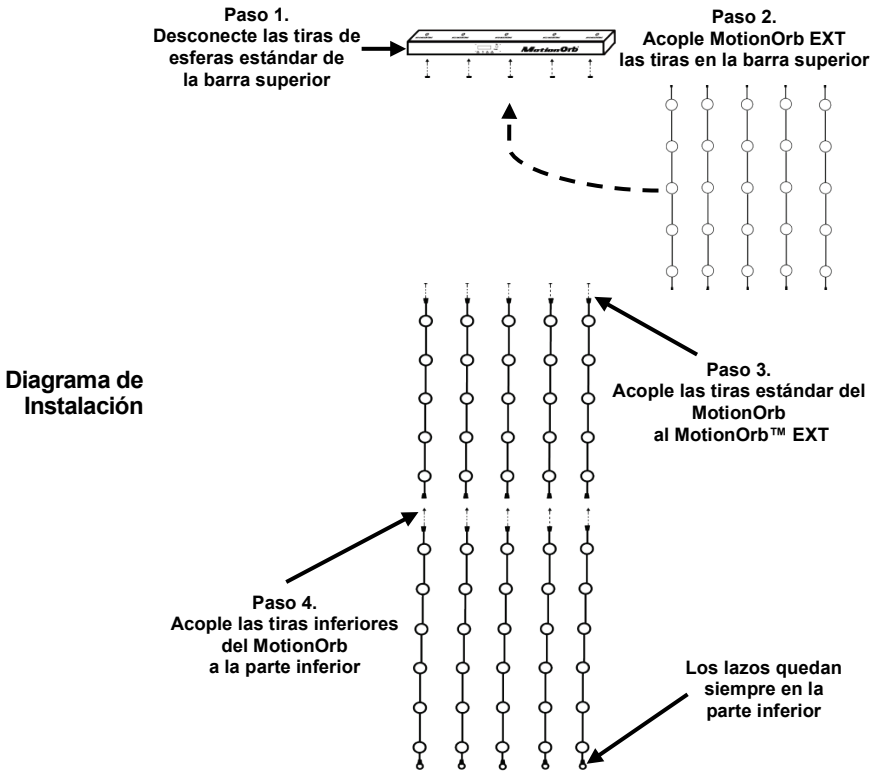 Paso 1.
Desconecte las tiras de
esferas estándar de
la barra superior
MotionOrb
Paso 2.
Acople MotionOrb EXT
las tiras en la barra superior
Diagrama de
Instalación
Paso 3.
Acople las tiras estándar del
MotionOrb
al MotionOrb™ EXT
Paso 4.
Acople las tiras inferiores
del MotionOrb
a la parte inferior
Los lazos quedan
siempre en la
parte inferior